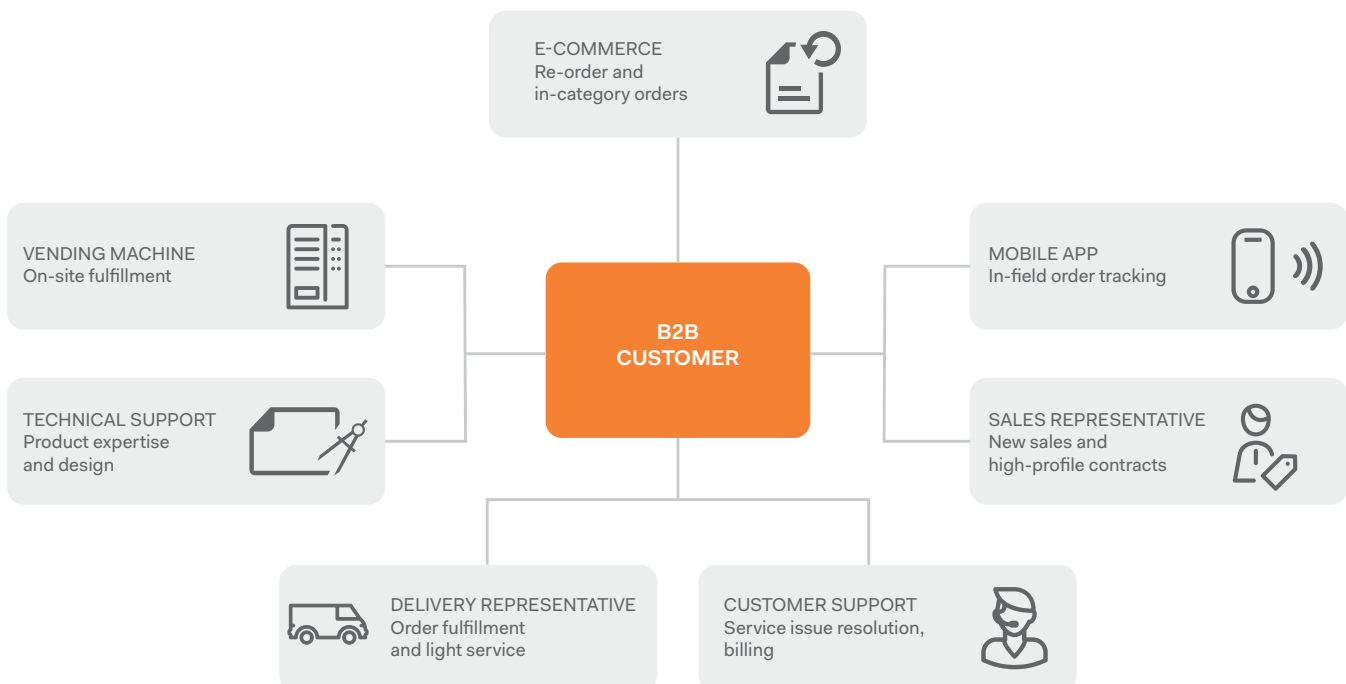 E-COMMERCE
Re-order and
in-category orders
VENDING MACHINE
On-site fulfillment
MOBILE APP
In-field order tracking
B2B
CUSTOMER
TECHNICAL SUPPORT
Product expertise
and design
SALES REPRESENTATIVE
New sales and
high-profile contracts
DELIVERY REPRESENTATIVE
Order fulfillment
and light service
CUSTOMER SUPPORT
Service issue resolution,
billing